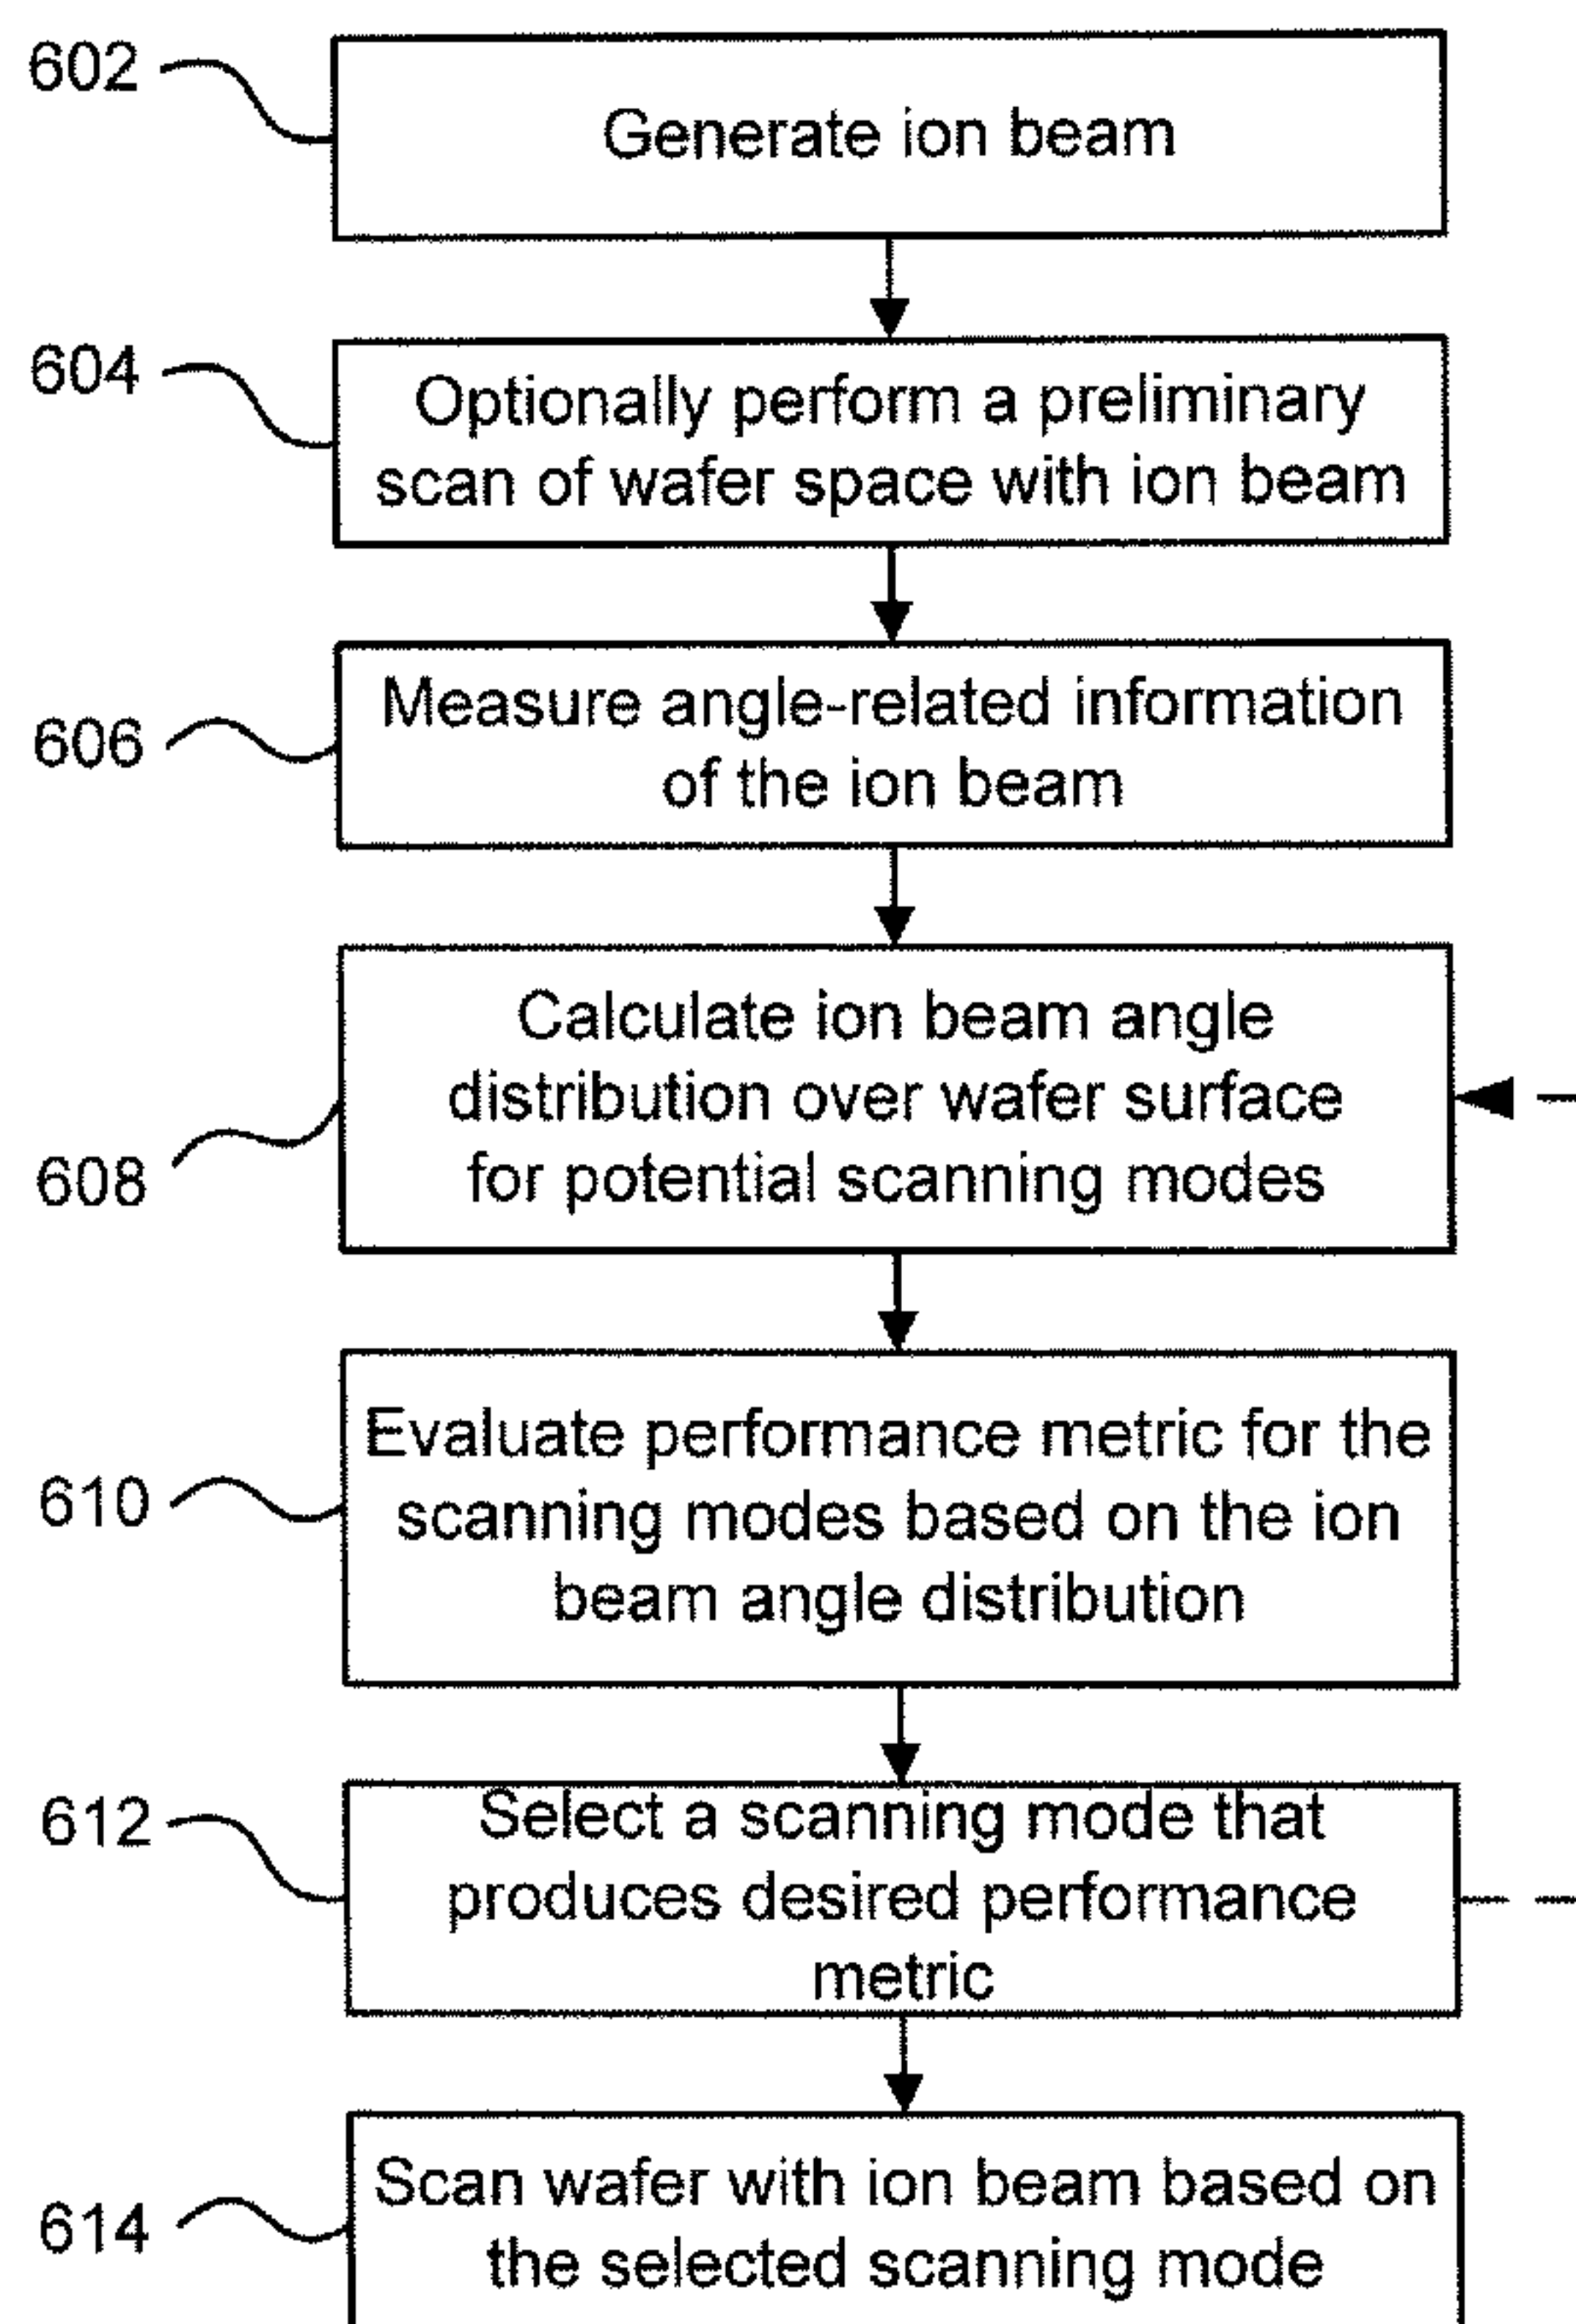 602
Generate ion beam
604
Optionally perform a preliminary
scan of wafer space with ion beam
606
Measure angle-related information
of the ion beam
608
Calculate ion beam angle
distribution over wafer surface
for potential scanning modes
610
Evaluate performance metric for the
scanning modes based on the ion
beam angle distribution
612
Select a scanning mode that
produces desired performance
metric
614
Scan wafer with ion beam based on
the selected scanning mode